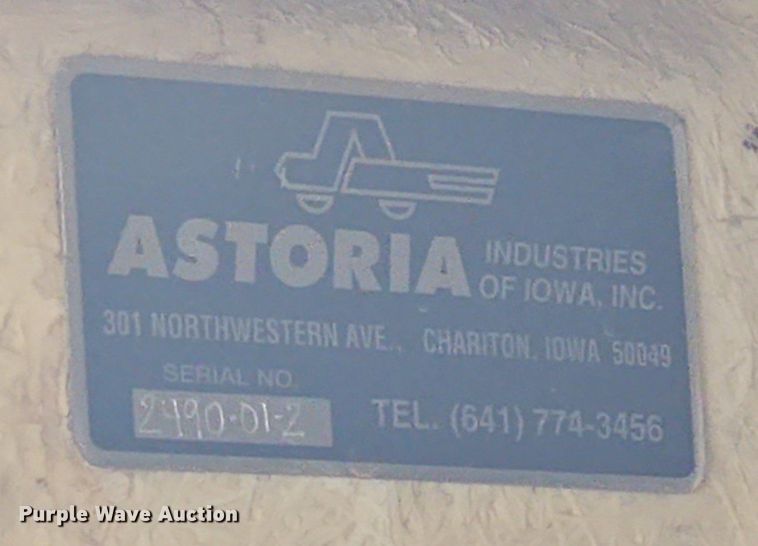 ASTORIA INDUSTRIES
OF IOWA, INC.
301 NORTHWESTERN AVE., CHARITON, IOWA 50049
SERIAL NO.
2490-01-2 TEL. (641) 774-3456
Purple Wave Auction